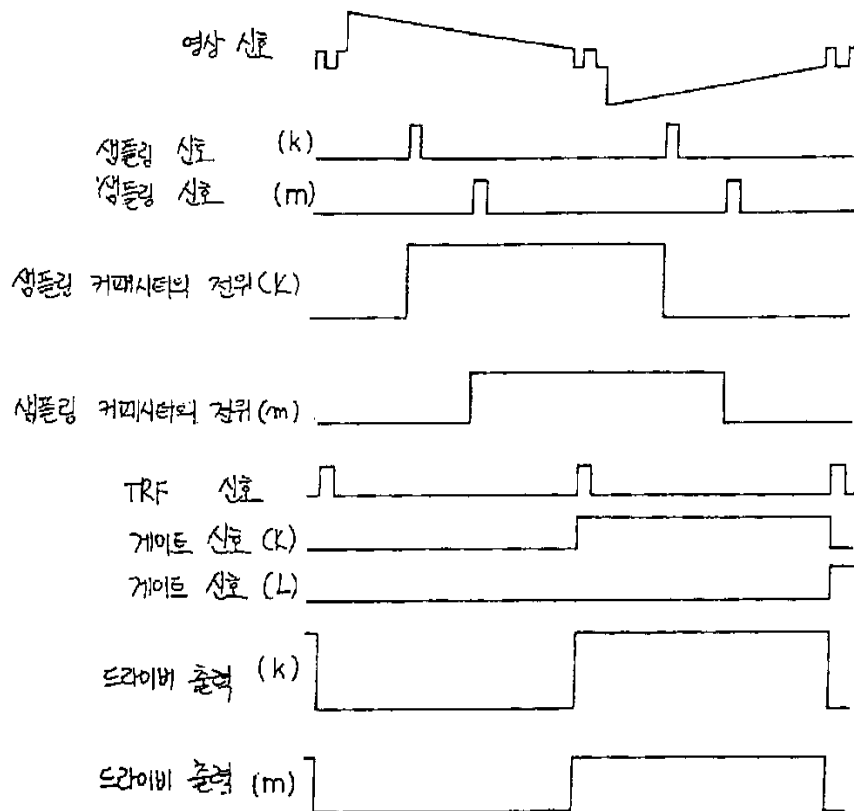 영상 신호
샘플링 신호 (k)
샘플링 신호 (m)
샘플링 커패시터의 전위(K)
샘플링 커패시터의 전위(m)
TRF 신호
게이트 신호 (K)
게이트 신호 (L)
드라이버 출력 (k)
드라이버 출력 (m)